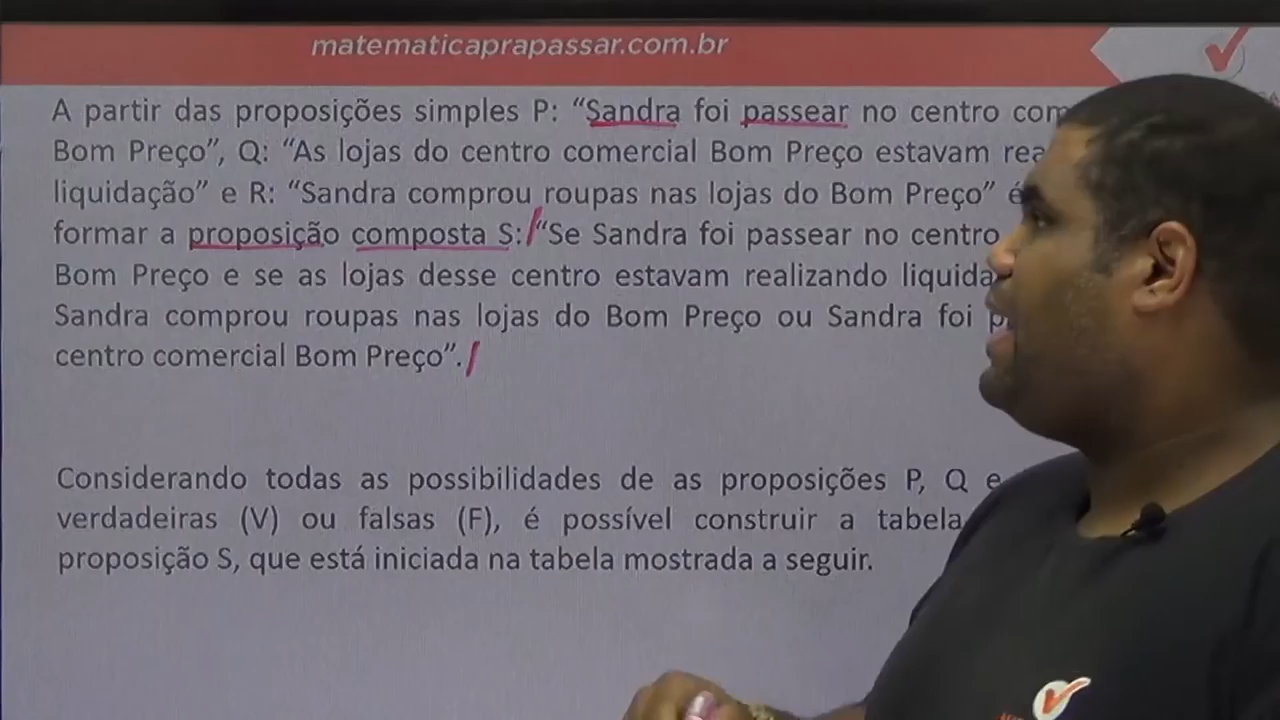 matematicaprapassar.com.br
A partir das proposições simples P: “Sandra foi passear no centro com
Bom Preço”, Q: “As lojas do centro comercial Bom Preço estavam rea
liquidação” e R: “Sandra comprou roupas nas lojas do Bom Preço” é
formar a proposição composta S: “Se Sandra foi passear no centro
Bom Preço e se as lojas desse centro estavam realizando liquida
Sandra comprou roupas nas lojas do Bom Preço ou Sandra foi p
centro comercial Bom Preço”.
Considerando todas as possibilidades de as proposições P, Q e
verdadeiras (V) ou falsas (F), é possível construir a tabela
proposição S, que está iniciada na tabela mostrada a seguir.